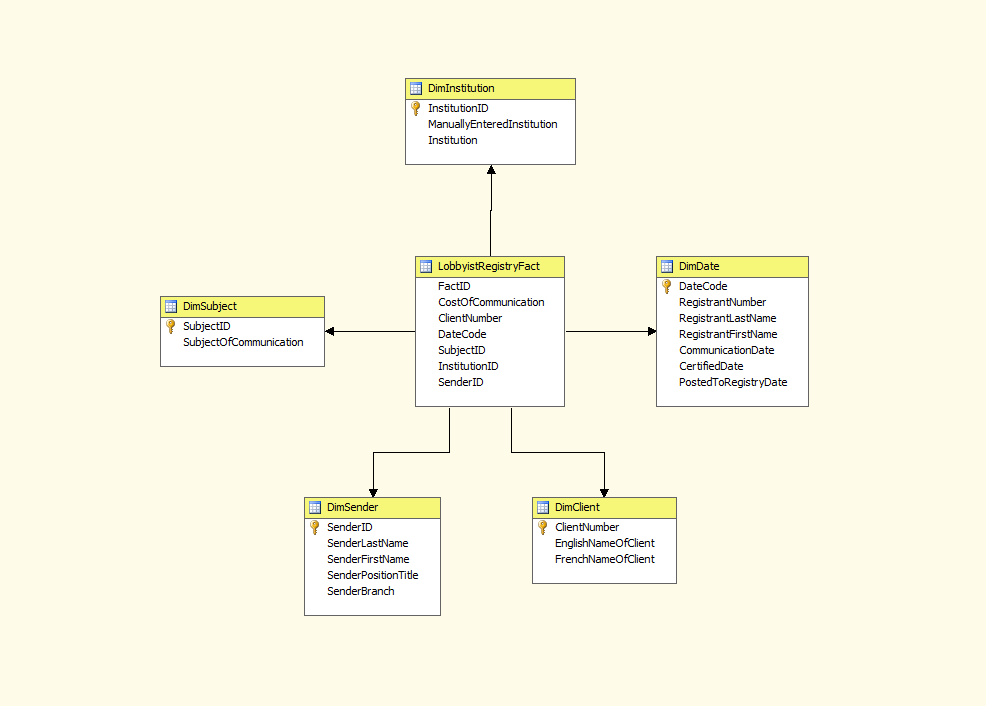 DimInstitution
InstitutionID
ManuallyEnteredInstitution
Institution
LobbyistRegistryFact
FactID
CostOfCommunication
ClientNumber
DateCode
SubjectID
InstitutionID
SenderID
DimDate
DateCode
RegistrantNumber
RegistrantLastName
RegistrantFirstName
CommunicationDate
CertifiedDate
PostedToRegistryDate
DimSubject
SubjectID
SubjectOfCommunication
DimSender
SenderID
SenderLastName
SenderFirstName
SenderPositionTitle
SenderBranch
DimClient
ClientNumber
EnglishNameOfClient
FrenchNameOfClient